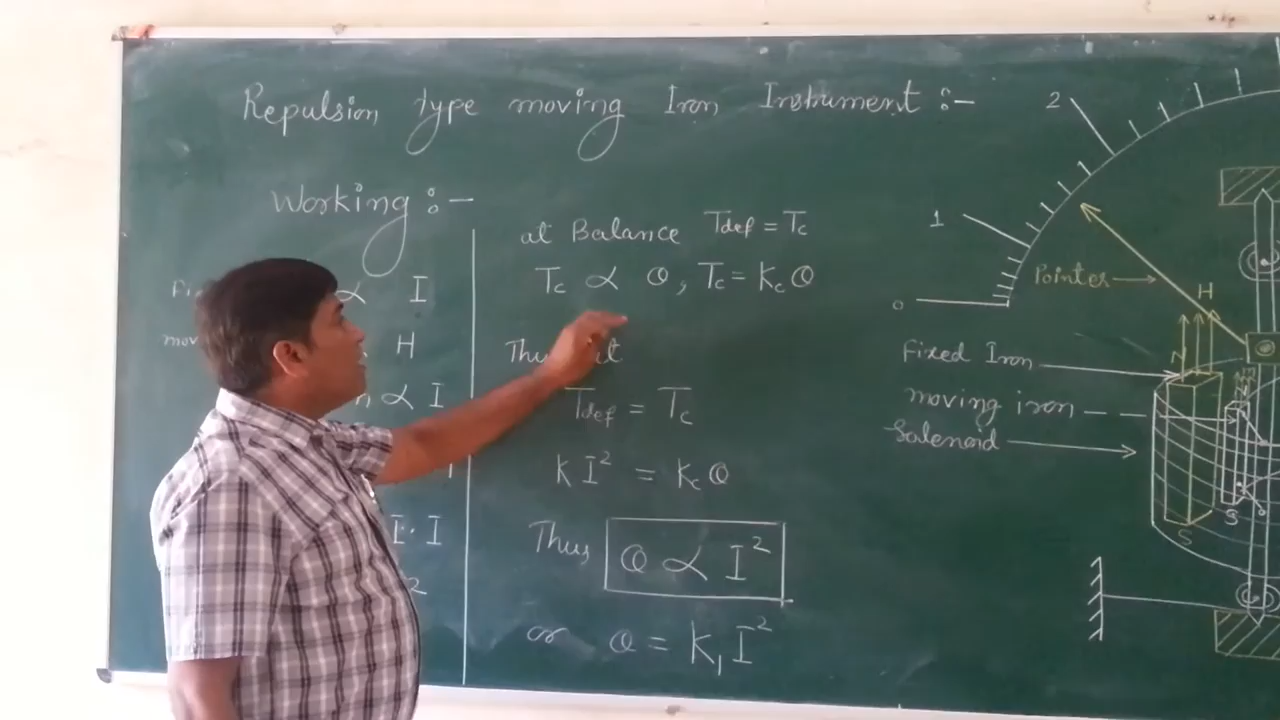 Repulsion type moving Iron Instrument :-
Working :-
∝ I
H
∝ I
I · I
2
at Balance Tdef = Tc
Tc ∝ θ, Tc = Kc θ
Tdef = Tc
K I² = Kc θ
Thus θ ∝ I²
or θ = K₁ I²
2
1
0
Pointer
H
N
Fixed Iron
moving iron
Solenoid
S
S